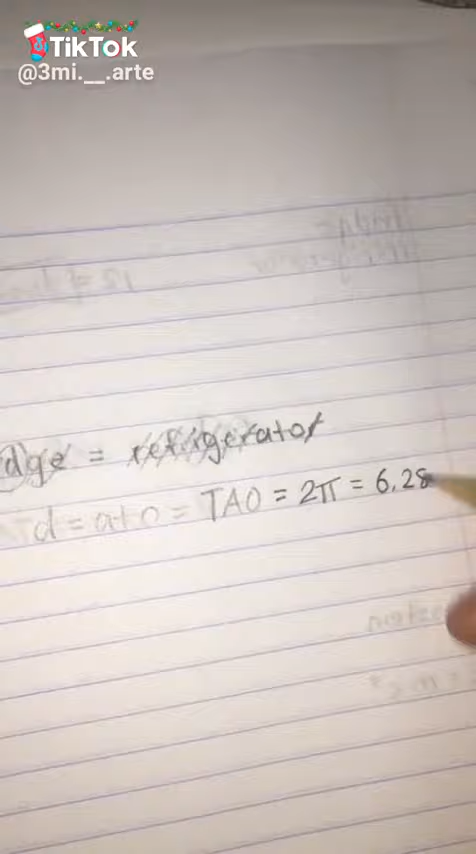 TikTok
@3mi.__.arte
dge = refrigerator
d = ato = TAO = 2π = 6.28